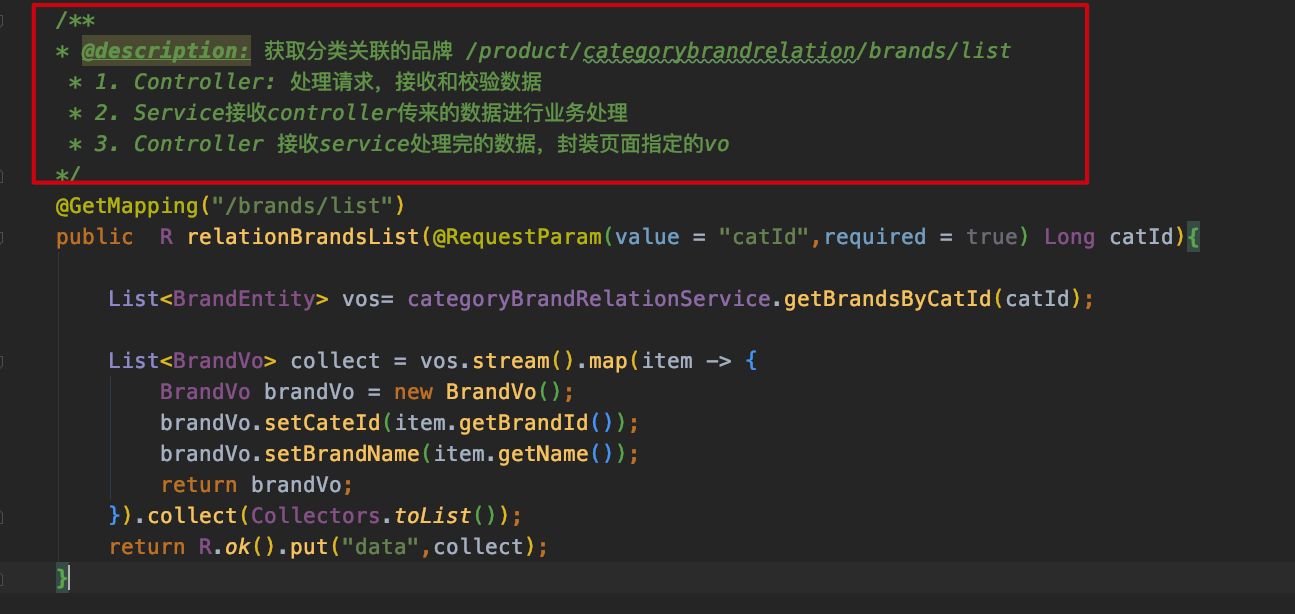 /**
* @description: 获取分类关联的品牌 /product/categorybrandrelation/brands/list
* 1. Controller: 处理请求，接收和校验数据
* 2. Service接收controller传来的数据进行业务处理
* 3. Controller 接收service处理完的数据，封装页面指定的vo
*/
@GetMapping("/brands/list")
public  R relationBrandsList(@RequestParam(value = "catId",required = true) Long catId){
List<BrandEntity> vos= categoryBrandRelationService.getBrandsByCatId(catId);
List<BrandVo> collect = vos.stream().map(item -> {
BrandVo brandVo = new BrandVo();
brandVo.setCateId(item.getBrandId());
brandVo.setBrandName(item.getName());
return brandVo;
}).collect(Collectors.toList());
return R.ok().put("data",collect);
}